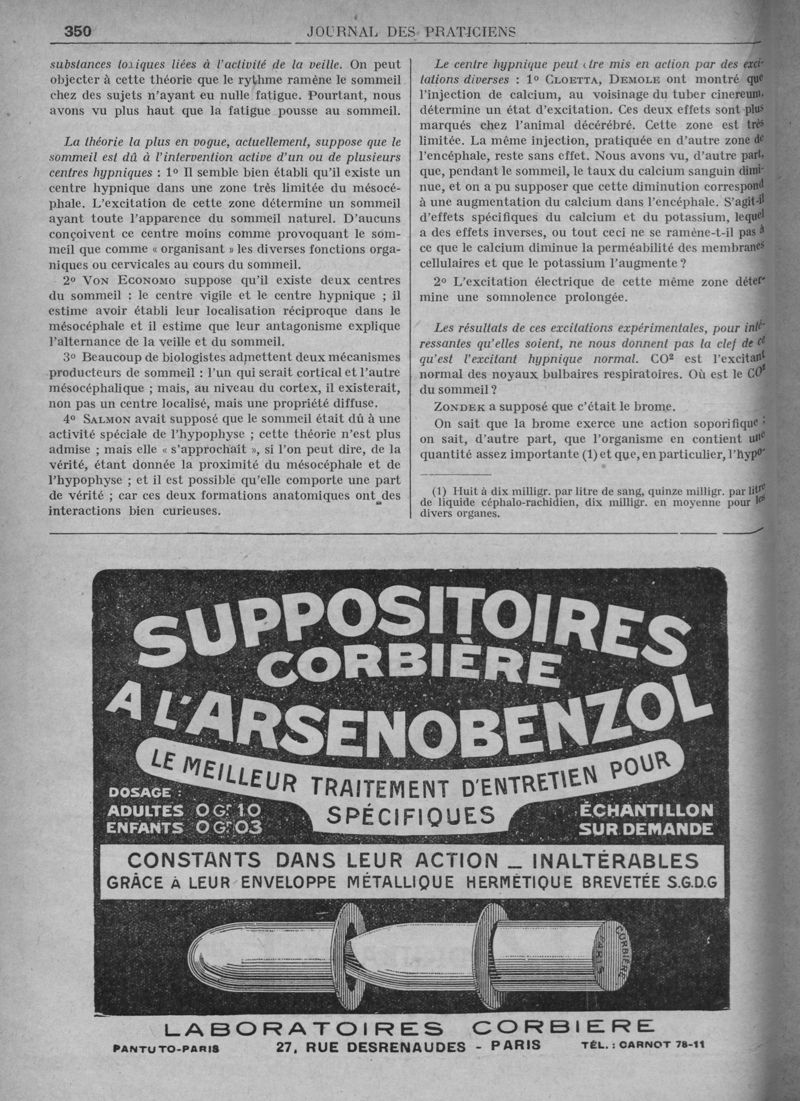 350
JOURNAL DES PRATICIENS
substances toxiques liées à l'activité de la veille. On peut
objecter à cette théorie que le rythme ramène le sommeil
chez des sujets n'ayant eu nulle fatigue. Pourtant, nous
avons vu plus haut que la fatigue pousse au sommeil.
La théorie la plus en vogue, actuellement, suppose que le
sommeil est dû à l'intervention active d'un ou de plusieurs
centres hypniques : 1º Il semble bien établi qu'il existe un
centre hypnique dans une zone très limitée du mésocé-
phale. L'excitation de cette zone détermine un sommeil
ayant toute l'apparence du sommeil naturel. D'aucuns
conçoivent ce centre moins comme provoquant le som-
meil que comme « organisant » les diverses fonctions orga-
niques ou cervicales au cours du sommeil.
2º VON ECONOMO suppose qu'il existe deux centres
du sommeil : le centre vigile et le centre hypnique ; il
estime avoir établi leur localisation réciproque dans le
mésocéphale et il estime que leur antagonisme explique
l'alternance de la veille et du sommeil.
3º Beaucoup de biologistes admettent deux mécanismes
producteurs de sommeil : l'un qui serait cortical et l'autre
mésocéphalique ; mais, au niveau du cortex, il existerait,
non pas un centre localisé, mais une propriété diffuse.
4º SALMON avait supposé que le sommeil était dû à une
activité spéciale de l'hypophyse ; cette théorie n'est plus
admise ; mais elle « s'approchait », si l'on peut dire, de la
vérité, étant donnée la proximité du mésocéphale et de
l'hypophyse ; et il est possible qu'elle comporte une part
de vérité ; car ces deux formations anatomiques ont des
interactions bien curieuses.
Le centre hypnique peut être mis en action par des exci-
tations diverses : 1º CLOETTA, DEMOLE ont montré que
l'injection de calcium, au voisinage du tuber cinereum,
détermine un état d'excitation. Ces deux effets sont plus
marqués chez l'animal décérébré. Cette zone est très
limitée. La même injection, pratiquée en d'autre zone de
l'encéphale, reste sans effet. Nous avons vu, d'autre part,
que, pendant le sommeil, le taux du calcium sanguin dimi-
nue, et on a pu supposer que cette diminution correspond
à une augmentation du calcium dans l'encéphale. S'agit-il
d'effets spécifiques du calcium et du potassium, lequel
a des effets inverses, ou tout ceci ne se ramène-t-il pas à
ce que le calcium diminue la perméabilité des membranes
cellulaires et que le potassium l'augmente ?
2º L'excitation électrique de cette même zone déter-
mine une somnolence prolongée.
Les résultats de ces excitations expérimentales, pour inté-
ressantes qu'elles soient, ne nous donnent pas la clef de ce
qu'est l'excitant hypnique normal. CO² est l'excitant
normal des noyaux bulbaires respiratoires. Où est le CO²
du sommeil ?
ZONDEK a supposé que c'était le brome.
On sait que la brome exerce une action soporifique ;
on sait, d'autre part, que l'organisme en contient une
quantité assez importante (1) et que, en particulier, l'hypo-
(1) Huit à dix milligr. par litre de sang, quinze milligr. par litre
de liquide céphalo-rachidien, dix milligr. en moyenne pour les
divers organes.
SUPPOSITOIRES
CORBIÈRE
A L'ARSENOBENZOL
LE MEILLEUR TRAITEMENT D'ENTRETIEN POUR
SPÉCIFIQUES
DOSAGE :
ADULTES 0 Gr 10
ENFANTS 0 Gr 03
ÉCHANTILLON
SUR DEMANDE
CONSTANTS DANS LEUR ACTION _ INALTÉRABLES
GRÂCE A LEUR ENVELOPPE MÉTALLIQUE HERMÉTIQUE BREVETÉE S.G.D.G
CORBIÈRE
PARIS
LABORATOIRES CORBIERE
PANTUTO-PARIS
27, RUE DESRENAUDES - PARIS
TÉL. : CARNOT 78-11